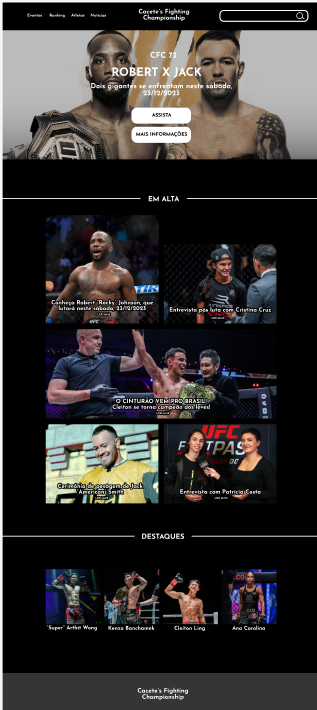 Eventos Ranking Atletas Notícias
Cacete's Fighting
Championship
CFC 73
ROBERT X JACK
Dois gigantes se enfrentam neste sábado,
23/12/2023
ASSISTA
MAIS INFORMAÇÕES
EM ALTA
Conheça Robert "Rocky" Johnson, que
lutará neste sábado, 23/12/2023
Entrevista pós luta com Cristina Cruz
O CINTURÃO VEM PRO BRASIL!
Cleiton se torna campeão dos leves!
Cerimônia de pesagem de Jack
Americani Smith
UFC
Entrevista com Patricia Costa
DESTAQUES
"Super" Arthit Wong
Kenzo Banchamek
Cleiton Ling
Ana Carolina
Cacete's Fighting
Championship